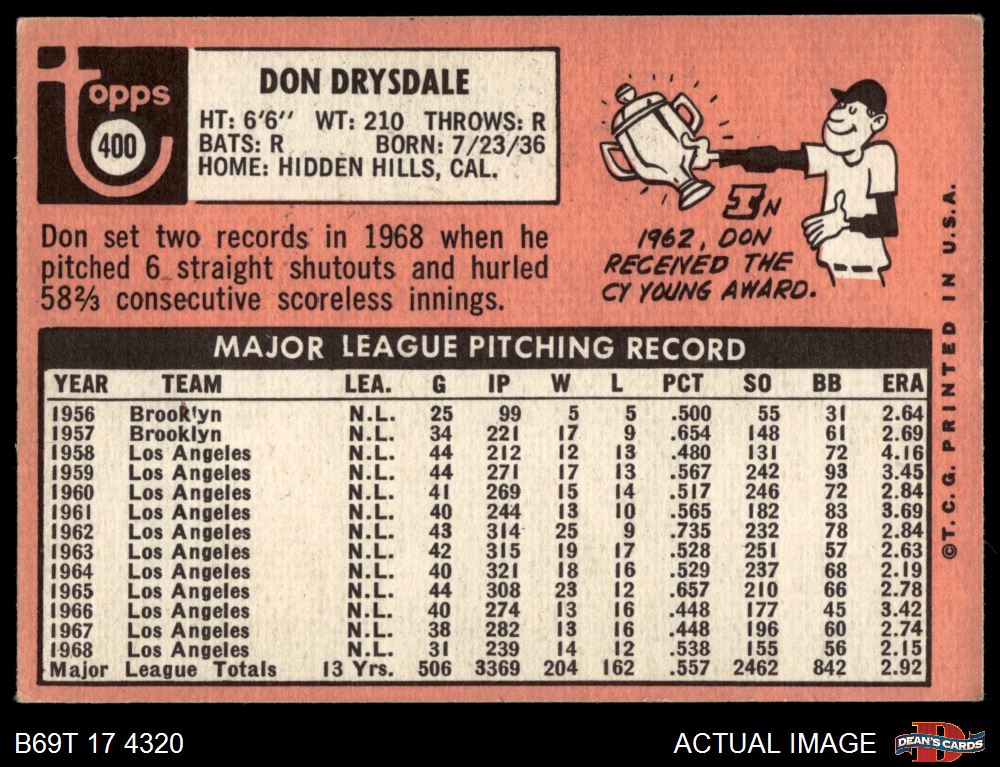 topps
400
DON DRYSDALE
HT: 6'6'' WT: 210 THROWS: R
BATS: R BORN: 7/23/36
HOME: HIDDEN HILLS, CAL.
Don set two records in 1968 when he
pitched 6 straight shutouts and hurled
58⅔ consecutive scoreless innings.
IN
1962, DON
RECEIVED THE
CY YOUNG AWARD.
MAJOR LEAGUE PITCHING RECORD
YEAR TEAM LEA. G IP W L PCT SO BB ERA
1956 Brooklyn N.L. 25 99 5 5 .500 55 31 2.64
1957 Brooklyn N.L. 34 221 17 9 .654 148 61 2.69
1958 Los Angeles N.L. 44 212 12 13 .480 131 72 4.16
1959 Los Angeles N.L. 44 271 17 13 .567 242 93 3.45
1960 Los Angeles N.L. 41 269 15 14 .517 246 72 2.84
1961 Los Angeles N.L. 40 244 13 10 .565 182 83 3.69
1962 Los Angeles N.L. 43 314 25 9 .735 232 78 2.84
1963 Los Angeles N.L. 42 315 19 17 .528 251 57 2.63
1964 Los Angeles N.L. 40 321 18 16 .529 237 68 2.19
1965 Los Angeles N.L. 44 308 23 12 .657 210 66 2.78
1966 Los Angeles N.L. 40 274 13 16 .448 177 45 3.42
1967 Los Angeles N.L. 38 282 13 16 .448 196 60 2.74
1968 Los Angeles N.L. 31 239 14 12 .538 155 56 2.15
Major League Totals 13 Yrs. 506 3369 204 162 .557 2462 842 2.92
©T. C. G. PRINTED IN U.S.A.
B69T 17 4320
ACTUAL IMAGE
D
DEAN'S CARDS